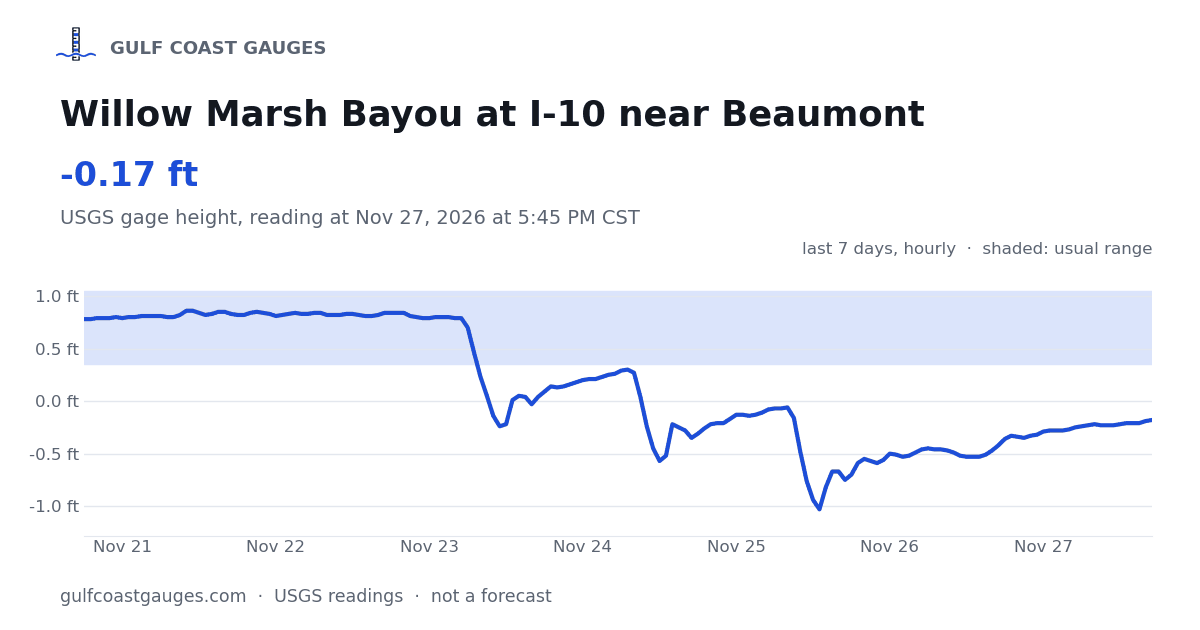 GULF COAST GAUGES
Willow Marsh Bayou at I-10 near Beaumont
-0.17 ft
USGS gage height, reading at Nov 27, 2026 at 5:45 PM CST
last 7 days, hourly · shaded: usual range
1.0 ft
0.5 ft
0.0 ft
-0.5 ft
-1.0 ft
Nov 21 Nov 22 Nov 23 Nov 24 Nov 25 Nov 26 Nov 27
gulfcoastgauges.com · USGS readings · not a forecast